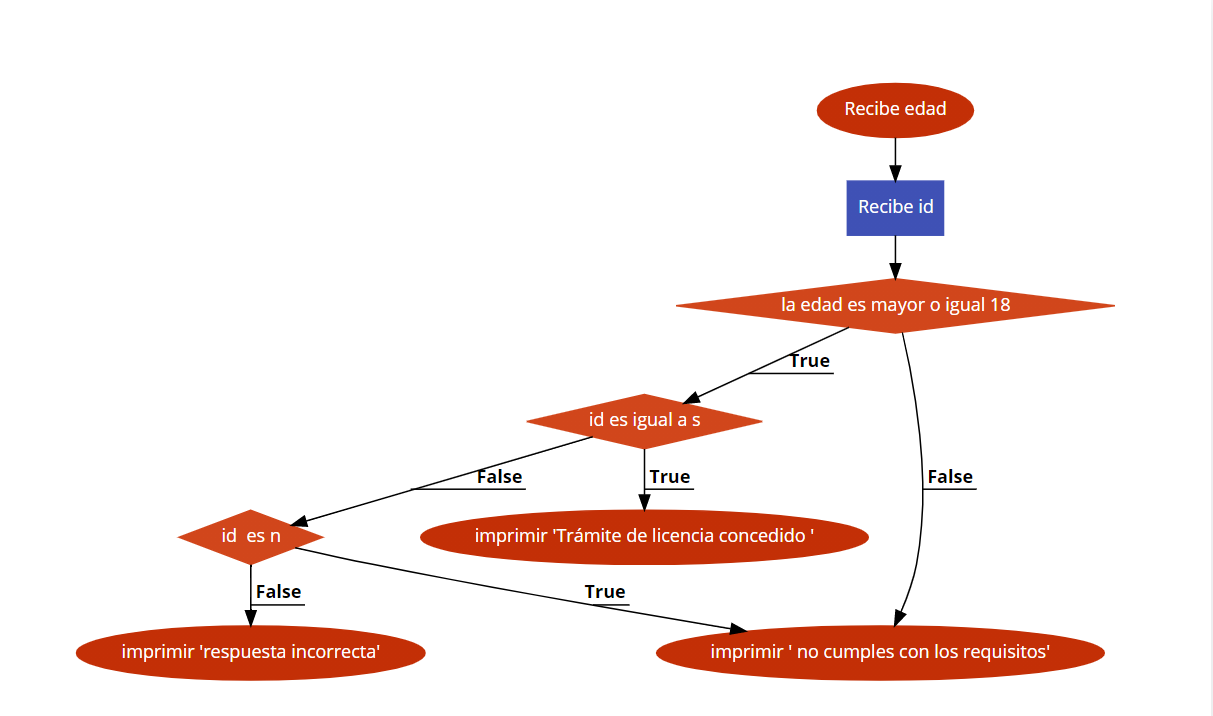 Recibe edad
Recibe id
la edad es mayor o igual 18
True
id es igual a s
False
True
False
id  es n
imprimir 'Trámite de licencia concedido '
False
True
imprimir 'respuesta incorrecta'
imprimir ' no cumples con los requisitos'